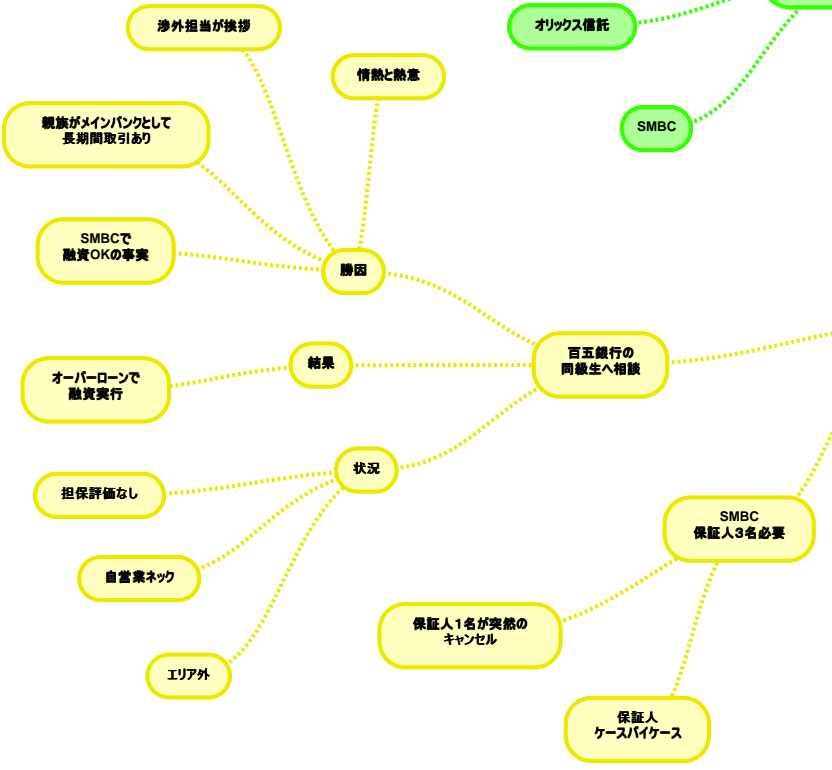 渉外担当が挨拶
オリックス信託
情熱と熱意
親族がメインバンクとして
長期間取引あり
SMBC
SMBCで
融資OKの事実
勝因
百五銀行の
同級生へ相談
結果
オーバーローンで
融資実行
状況
担保評価なし
SMBC
保証人3名必要
自営業ネック
保証人1名が突然の
キャンセル
エリア外
保証人
ケースバイケース